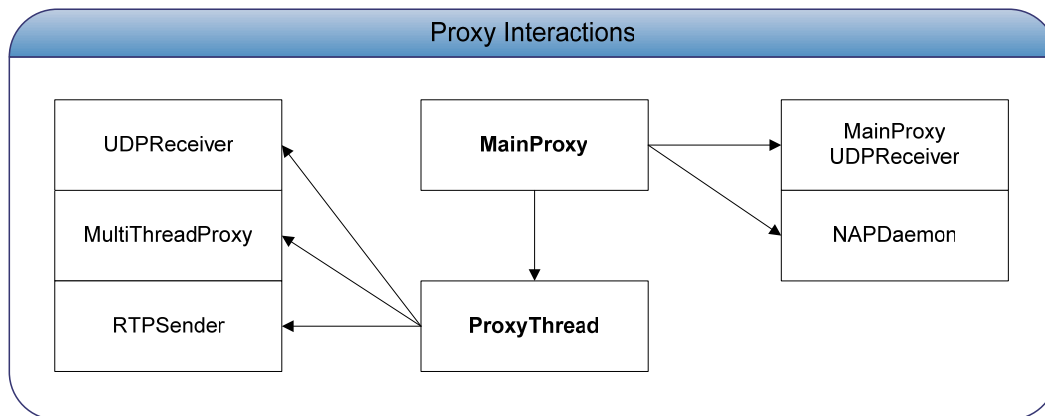 Proxy Interactions
UDPReceiver
MultiThreadProxy
RTPSender
MainProxy
ProxyThread
MainProxy
UDPReceiver
NAPDaemon